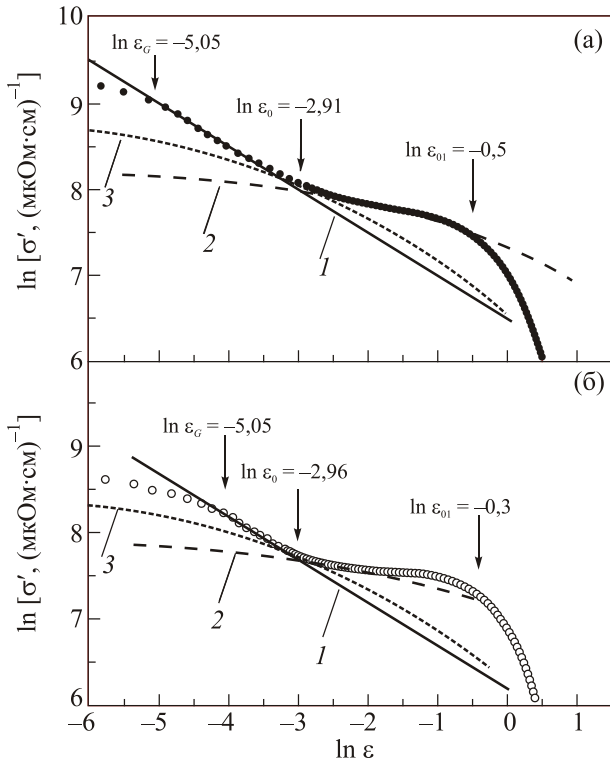 10
(а)
ln ε_G = –5,05
ln ε_0 = –2,91
ln ε_01 = –0,5
9
8
7
6
3
2
1
ln [σ′, (мкОм·см)^–1
(б)
ln ε_G = –5,05
ln ε_0 = –2,96
ln ε_01 = –0,3
9
8
7
6
3
2
1
ln [σ′, (мкОм·см)^–1
–6 –5 –4 –3 –2 –1 0 1
ln ε